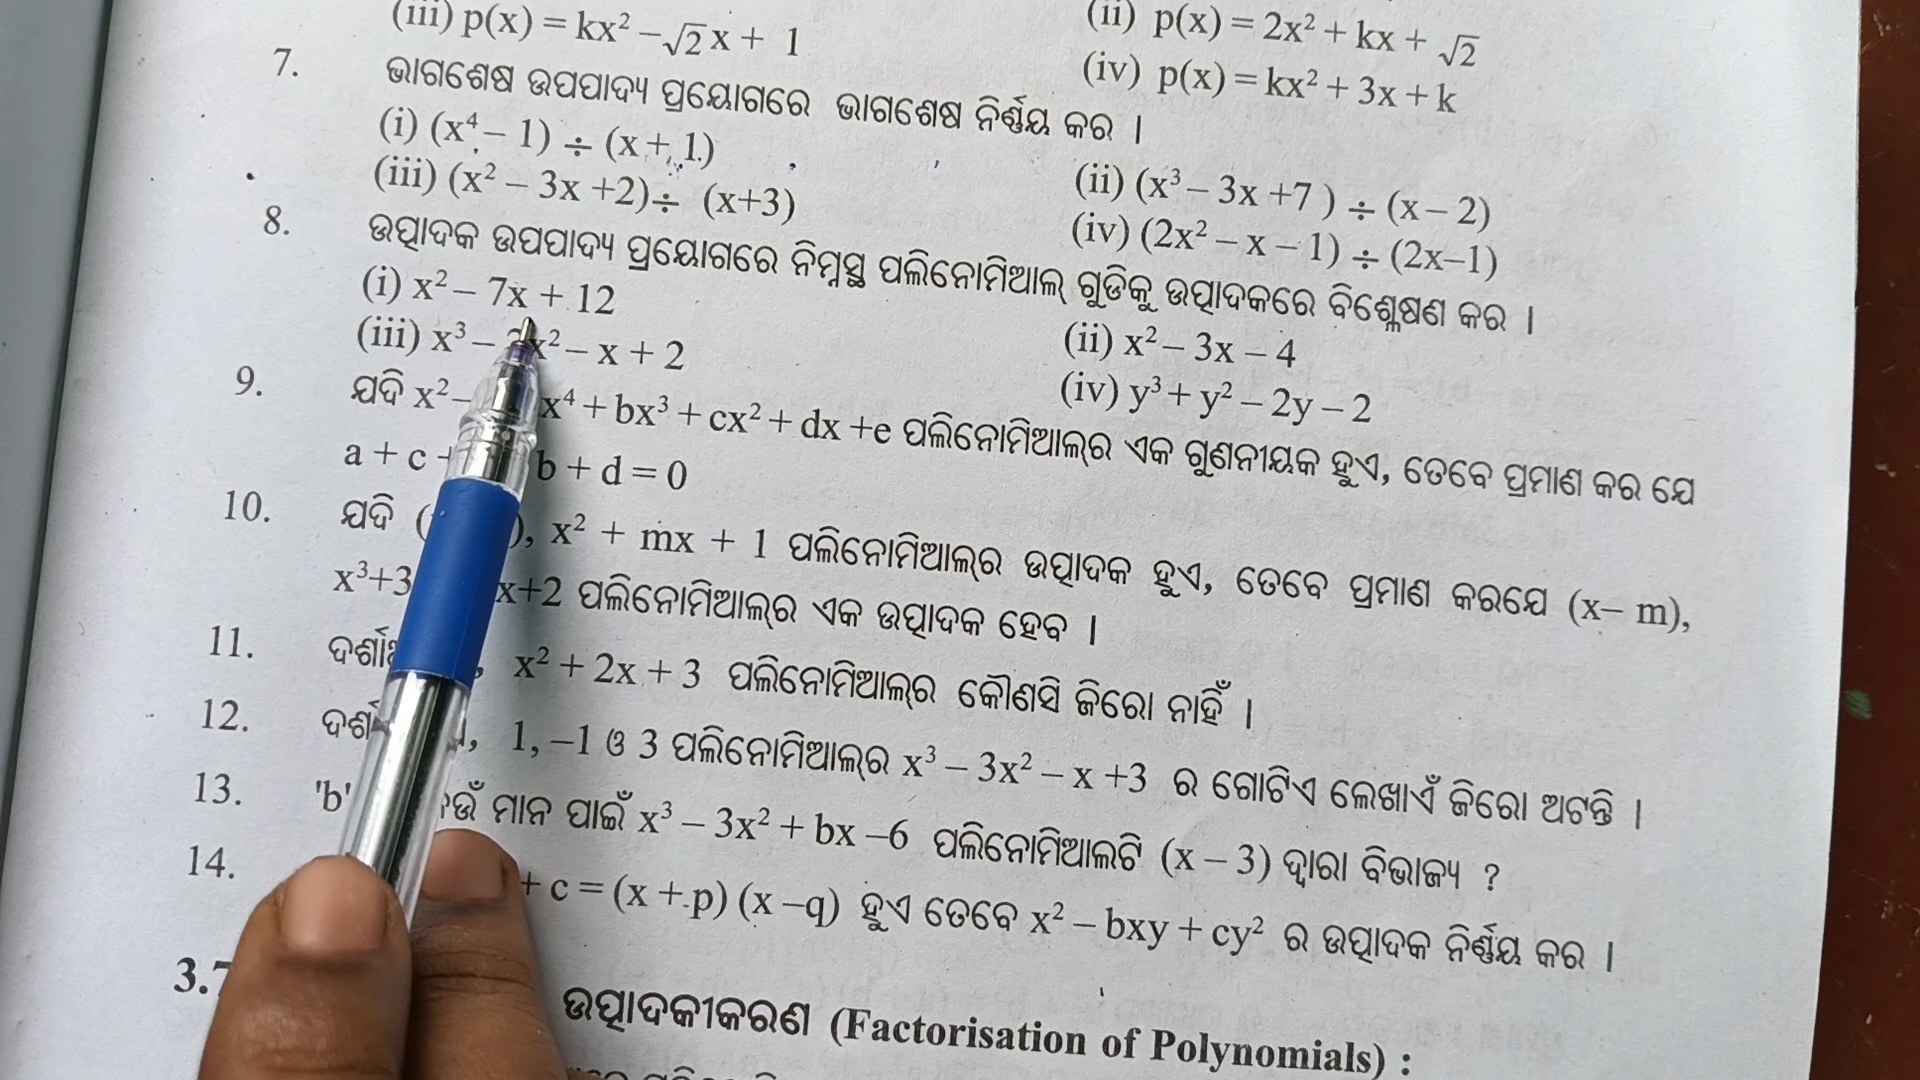 (iii) p(x) = kx² – √2 x + 1 (ii) p(x) = 2x² + kx + √2
(iv) p(x) = kx² + 3x + k
7. ଭାଗଶେଷ ଉପପାଦ୍ୟ ପ୍ରୟୋଗରେ ଭାଗଶେଷ ନିର୍ଣ୍ଣୟ କର ।
(i) (x⁴ – 1) ÷ (x + 1) (ii) (x³ – 3x +7 ) ÷ (x – 2)
(iii) (x² – 3x +2) ÷ (x+3) (iv) (2x² – x – 1) ÷ (2x–1)
8. ଉତ୍ପାଦକ ଉପପାଦ୍ୟ ପ୍ରୟୋଗରେ ନିମ୍ନସ୍ଥ ପଲିନୋମିଆଲ୍ ଗୁଡିକୁ ଉତ୍ପାଦକରେ ବିଶ୍ଳେଷଣ କର ।
(i) x² – 7x + 12 (ii) x² – 3x – 4
(iii) x³ – x² – x + 2 (iv) y³ + y² – 2y – 2
9. ଯଦି x² – x⁴ + bx³ + cx² + dx +e ପଲିନୋମିଆଲ୍‌ର ଏକ ଗୁଣନୀୟକ ହୁଏ, ତେବେ ପ୍ରମାଣ କର ଯେ
a + c + b + d = 0
10. ଯଦି ( ), x² + mx + 1 ପଲିନୋମିଆଲ୍‌ର ଉତ୍ପାଦକ ହୁଏ, ତେବେ ପ୍ରମାଣ କରଯେ (x– m),
x³+3 x+2 ପଲିନୋମିଆଲ୍‌ର ଏକ ଉତ୍ପାଦକ ହେବ ।
11. x² + 2x + 3 ପଲିନୋମିଆଲ୍‌ର କୌଣସି ଜିରୋ ନାହିଁ ।
12. 1, –1 ଓ 3 ପଲିନୋମିଆଲ୍‌ର x³ – 3x² – x +3 ର ଗୋଟିଏ ଲେଖାଏଁ ଜିରୋ ଅଟନ୍ତି ।
13. 'b' ମାନ ପାଇଁ x³ – 3x² + bx –6 ପଲିନୋମିଆଲଟି (x – 3) ଦ୍ୱାରା ବିଭାଜ୍ୟ ?
14. + c = (x + p) (x –q) ହୁଏ ତେବେ x² – bxy + cy² ର ଉତ୍ପାଦକ ନିର୍ଣ୍ଣୟ କର ।
3.7 ଉତ୍ପାଦକୀକରଣ (Factorisation of Polynomials) :